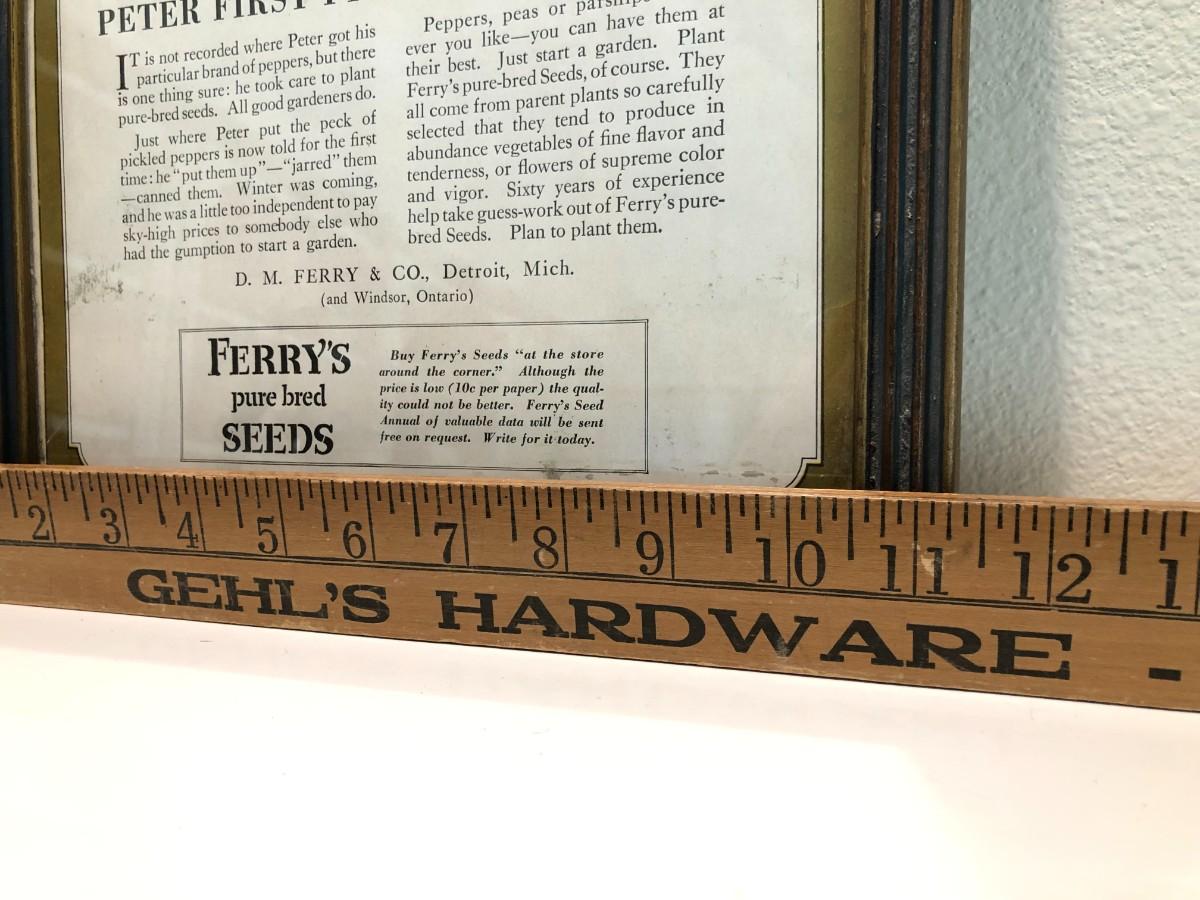 PETER FIRST
IT is not recorded where Peter got his
particular brand of peppers, but there
is one thing sure: he took care to plant
pure-bred seeds. All good gardeners do.
Just where Peter put the peck of
pickled peppers is now told for the first
time: he "put them up"—"jarred" them
—canned them. Winter was coming,
and he was a little too independent to pay
sky-high prices to somebody else who
had the gumption to start a garden.
Peppers, peas or
ever you like—you can have them at
their best. Just start a garden. Plant
Ferry's pure-bred Seeds, of course. They
all come from parent plants so carefully
selected that they tend to produce in
abundance vegetables of fine flavor and
tenderness, or flowers of supreme color
and vigor. Sixty years of experience
help take guess-work out of Ferry's pure-
bred Seeds. Plan to plant them.
D. M. FERRY & CO., Detroit, Mich.
(and Windsor, Ontario)
FERRY'S
pure bred
SEEDS
Buy Ferry's Seeds "at the store
around the corner." Although the
price is low (10c per paper) the qual-
ity could not be better. Ferry's Seed
Annual of valuable data will be sent
free on request. Write for it today.
2 3 4 5 6 7 8 9 10 11 12 1
GEHL'S HARDWARE -